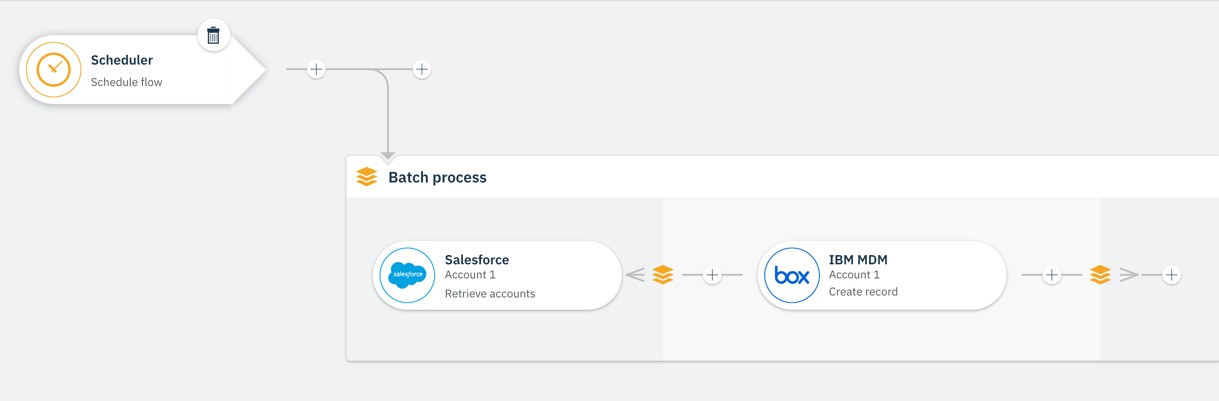 Scheduler
Schedule flow
Batch process
salesforce
Salesforce
Account 1
Retrieve accounts
box
IBM MDM
Account 1
Create record